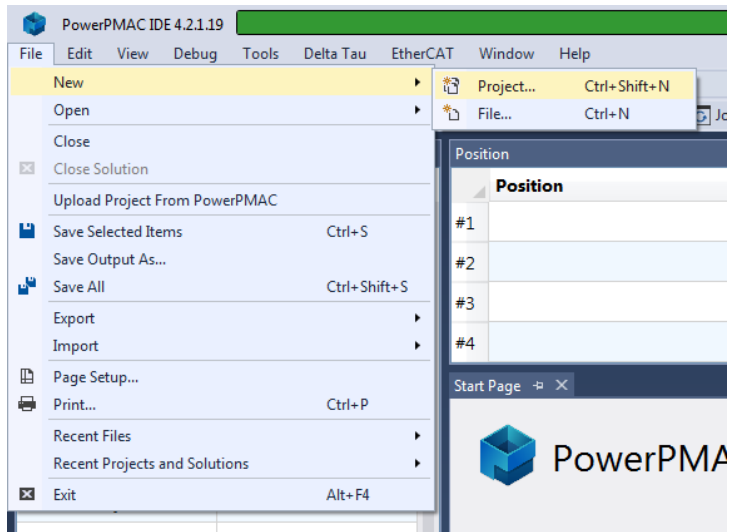 PowerPMAC IDE 4.2.1.19
File Edit View Debug Tools Delta Tau EtherCAT Window Help
New
Project... Ctrl+Shift+N
Open
File... Ctrl+N
Close
Close Solution
Position
Upload Project From PowerPMAC
Position
Save Selected Items Ctrl+S
#1
Save Output As...
#2
Save All Ctrl+Shift+S
#3
Export
Import
#4
Page Setup...
Start Page
Print... Ctrl+P
Recent Files
Recent Projects and Solutions
PowerPMA
Exit Alt+F4